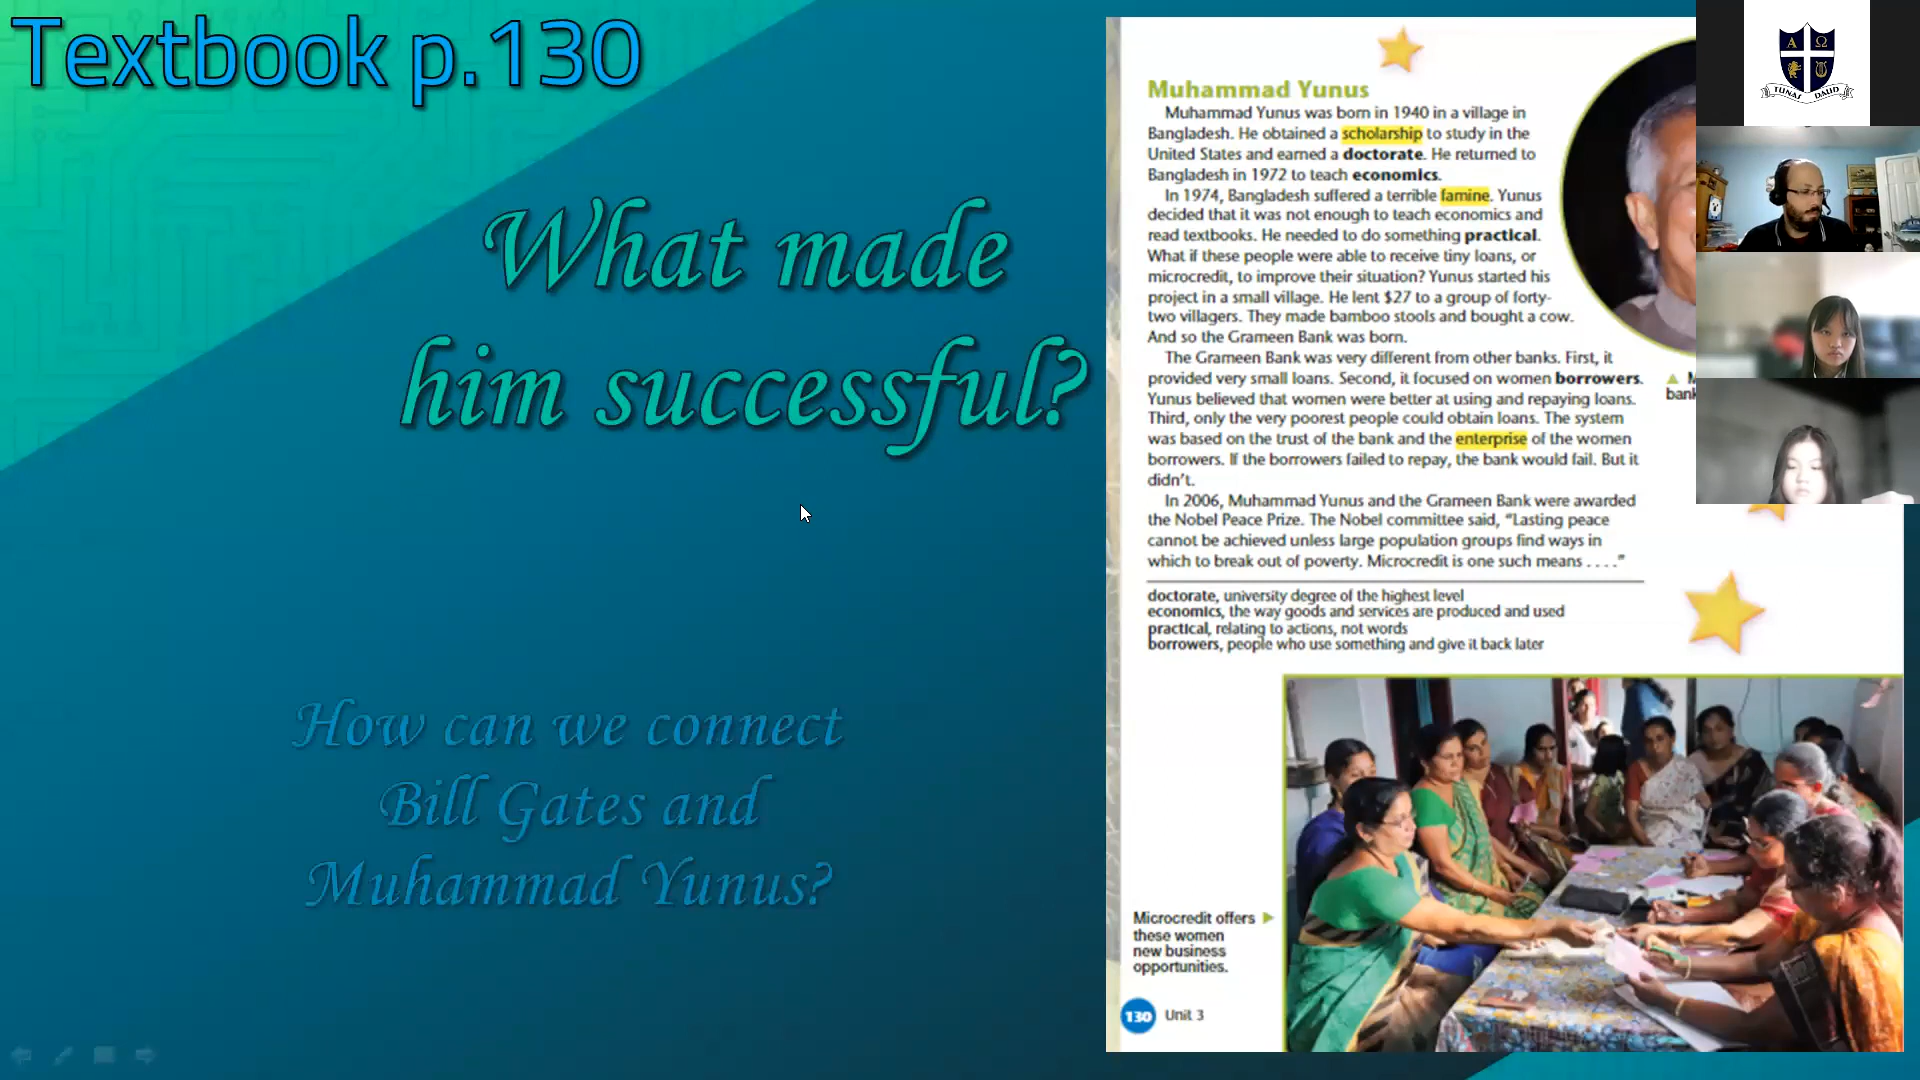 Textbook p.130
What made
him successful?
How can we connect
Bill Gates and
Muhammad Yunus?
Muhammad Yunus
Muhammad Yunus was born in 1940 in a village in
Bangladesh. He obtained a scholarship to study in the
United States and earned a doctorate. He returned to
Bangladesh in 1972 to teach economics.
In 1974, Bangladesh suffered a terrible famine. Yunus
decided that it was not enough to teach economics and
read textbooks. He needed to do something practical.
What if these people were able to receive tiny loans, or
microcredit, to improve their situation? Yunus started his
project in a small village. He lent $27 to a group of forty-
two villagers. They made bamboo stools and bought a cow.
And so the Grameen Bank was born.
The Grameen Bank was very different from other banks. First, it
provided very small loans. Second, it focused on women borrowers.
Yunus believed that women were better at using and repaying loans.
Third, only the very poorest people could obtain loans. The system
was based on the trust of the bank and the enterprise of the women
borrowers. If the borrowers failed to repay, the bank would fail. But it
didn't.
In 2006, Muhammad Yunus and the Grameen Bank were awarded
the Nobel Peace Prize. The Nobel committee said, "Lasting peace
cannot be achieved unless large population groups find ways in
which to break out of poverty. Microcredit is one such means . . . ."
doctorate, university degree of the highest level
economics, the way goods and services are produced and used
practical, relating to actions, not words
borrowers, people who use something and give it back later
Microcredit offers
these women
new business
opportunities.
130 Unit 3
Α Ω
TUNAS DAUD